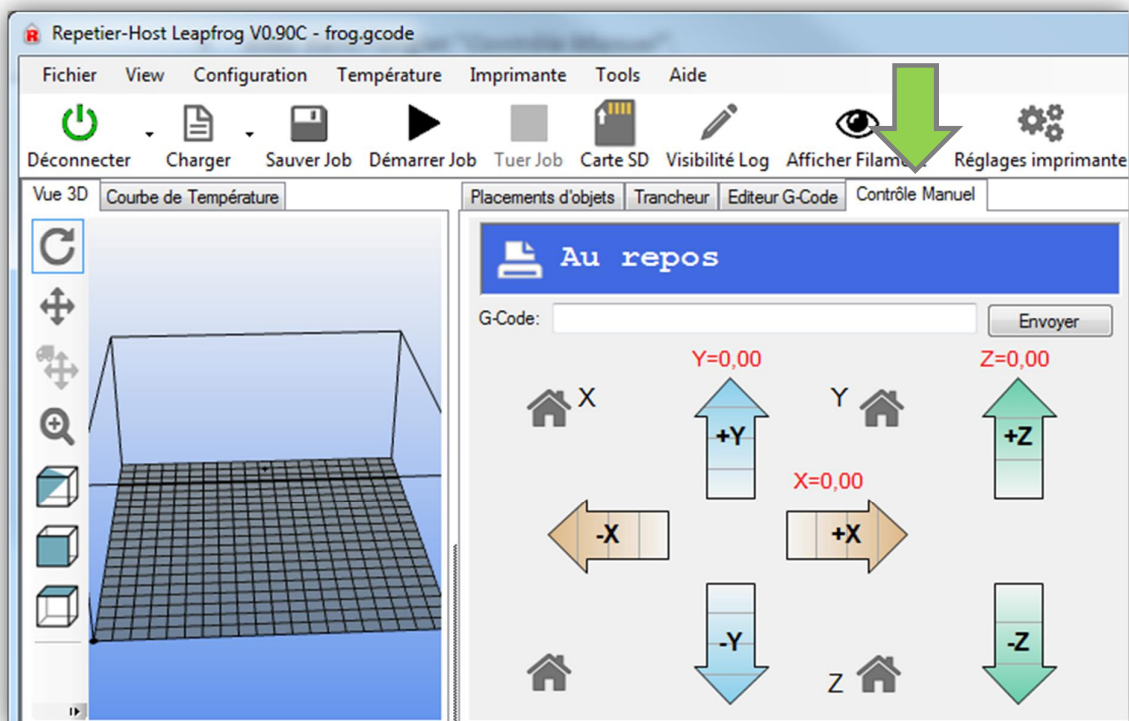 Repetier-Host Leapfrog V0.90C - frog.gcode
Fichier View Configuration Température Imprimante Tools Aide
Déconnecter Charger Sauver Job Démarrer Job Tuer Job Carte SD Visibilité Log Afficher Réglages imprimante
Vue 3D Courbe de Température Placements d'objets Trancheur Editeur G-Code Contrôle Manuel
Au repos
G-Code: Envoyer
Y=0,00 Z=0,00
X Y
+Y +Z
X=0,00
-X +X
-Y -Z
Z